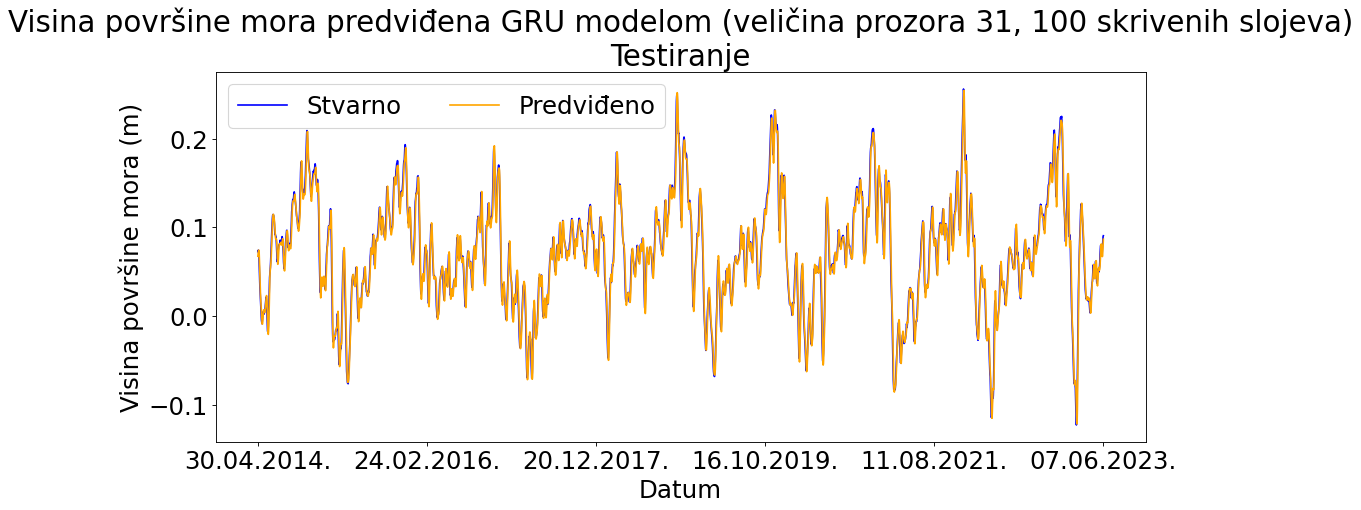 Visina površine mora predviđena GRU modelom (veličina prozora 31, 100 skrivenih slojeva)
Testiranje
Stvarno Predviđeno
Visina površine mora (m)
0.2
0.1
0.0
−0.1
30.04.2014. 24.02.2016. 20.12.2017. 16.10.2019. 11.08.2021. 07.06.2023.
Datum